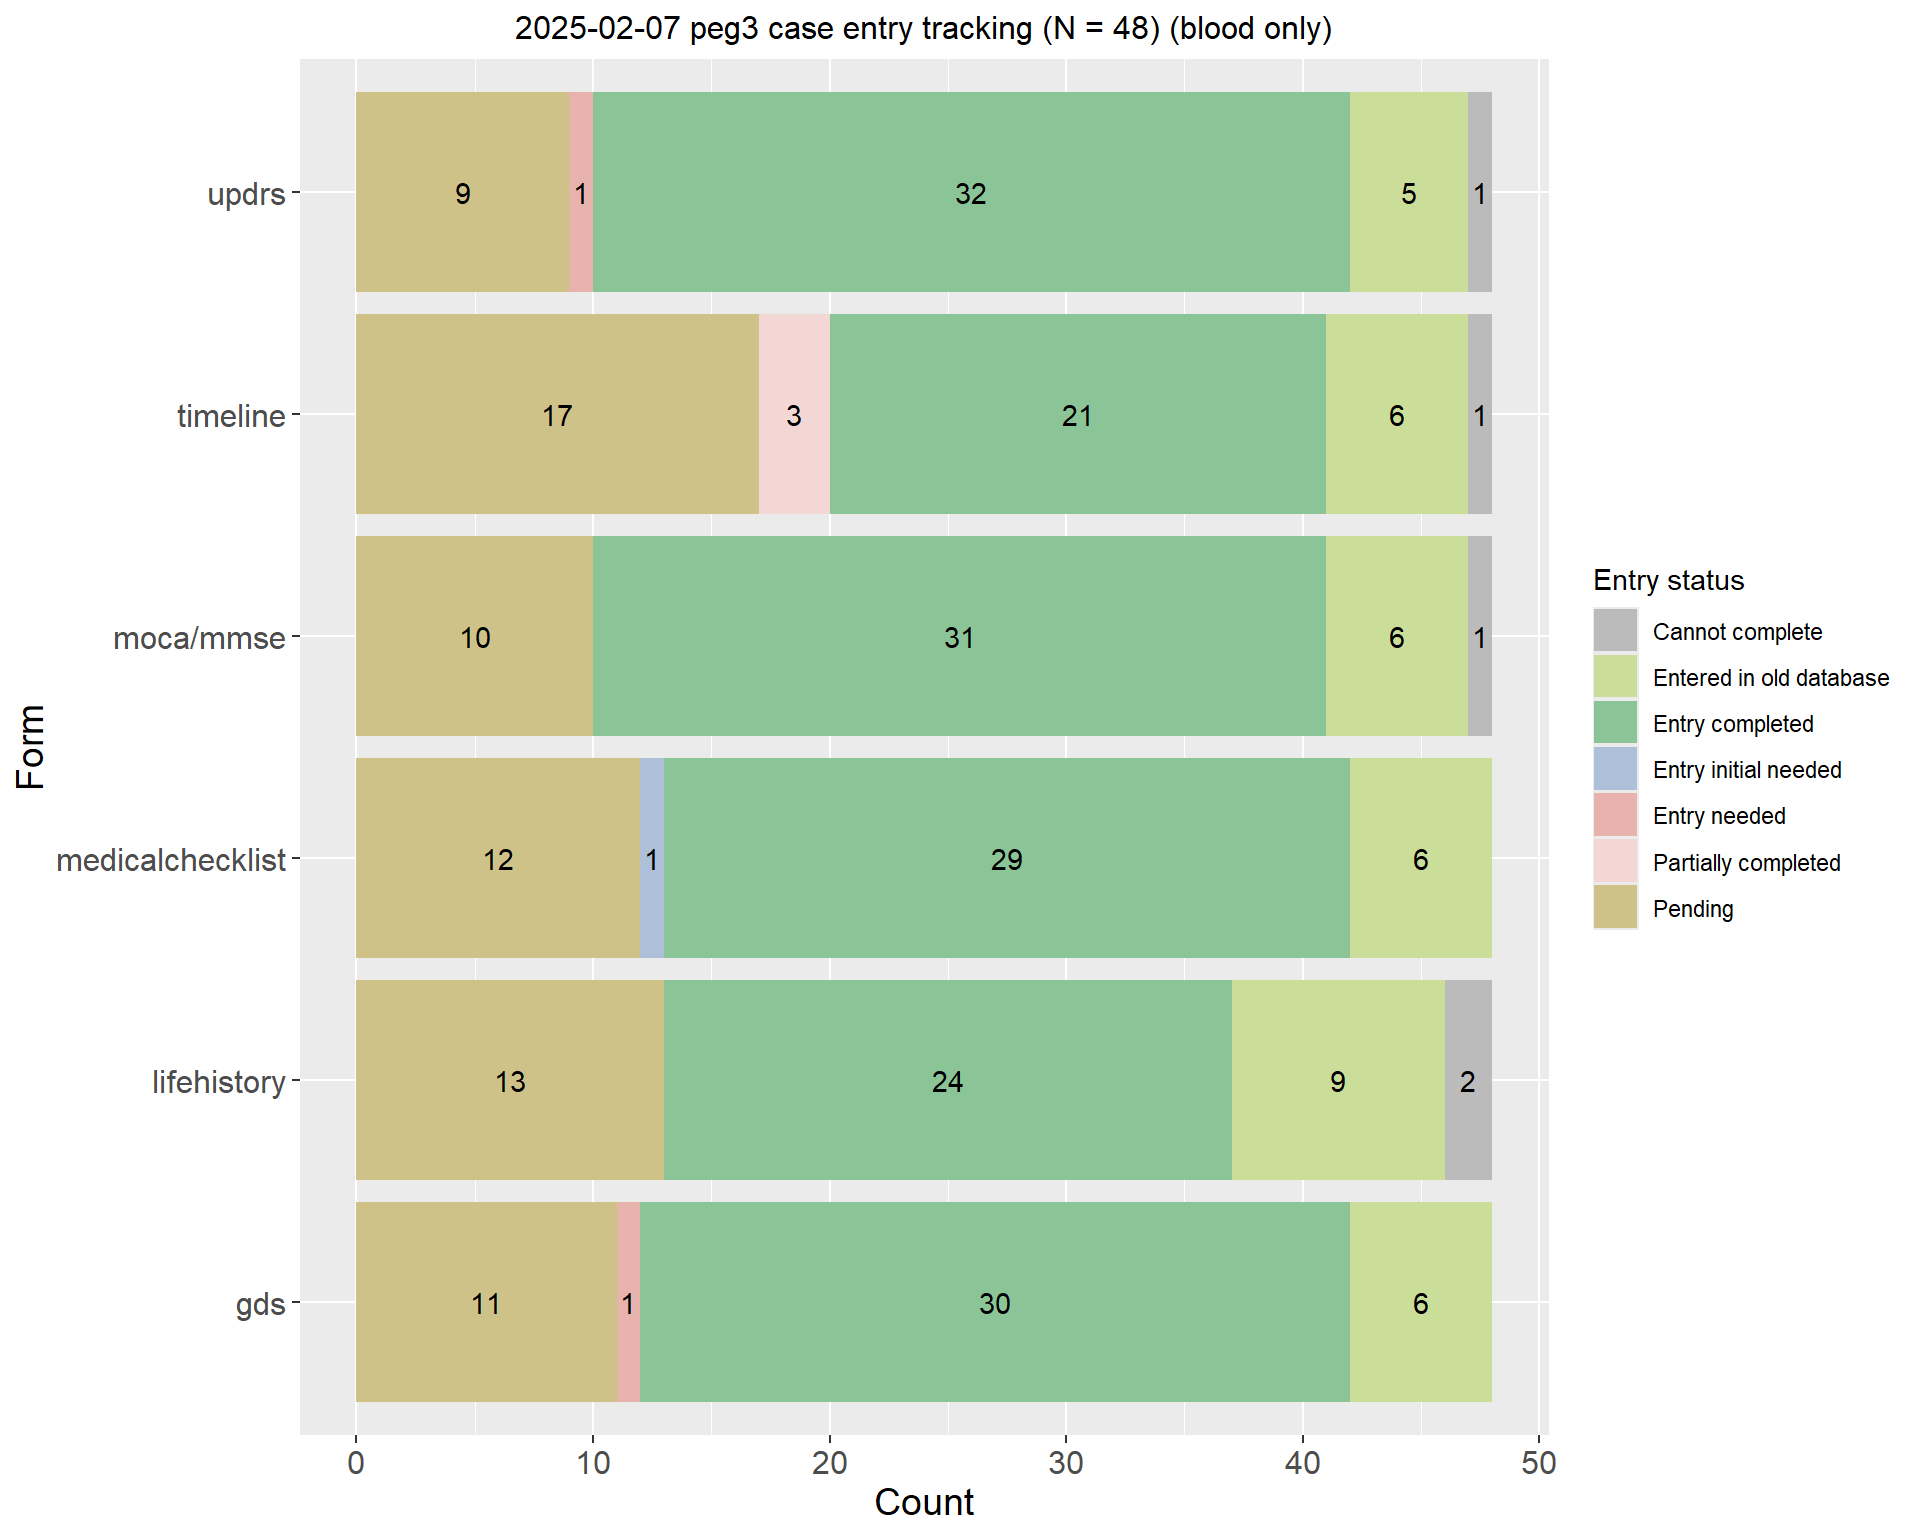 2025-02-07 peg3 case entry tracking (N = 48) (blood only)
Form
updrs
9 1 32 5 1
timeline
17 3 21 6 1
moca/mmse
10 31 6 1
medicalchecklist
12 1 29 6
lifehistory
13 24 9 2
gds
11 1 30 6
0 10 20 30 40 50
Count
Entry status
Cannot complete
Entered in old database
Entry completed
Entry initial needed
Entry needed
Partially completed
Pending